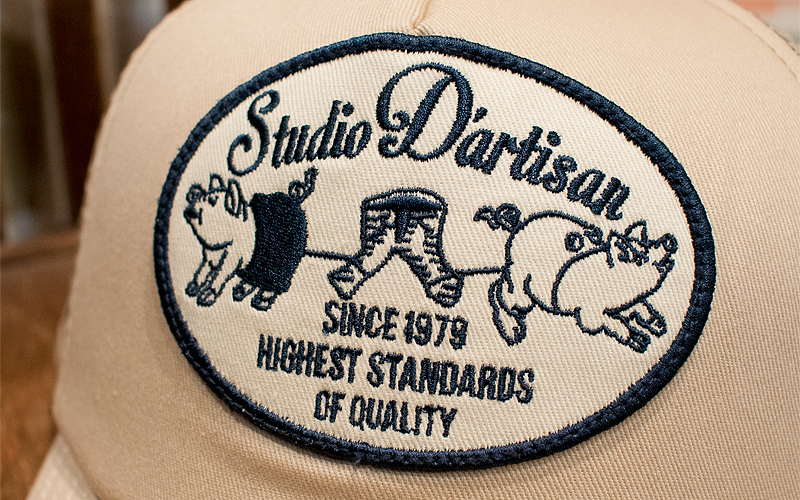 Studio D'artisan
SINCE 1979
HIGHEST STANDARDS
OF QUALITY